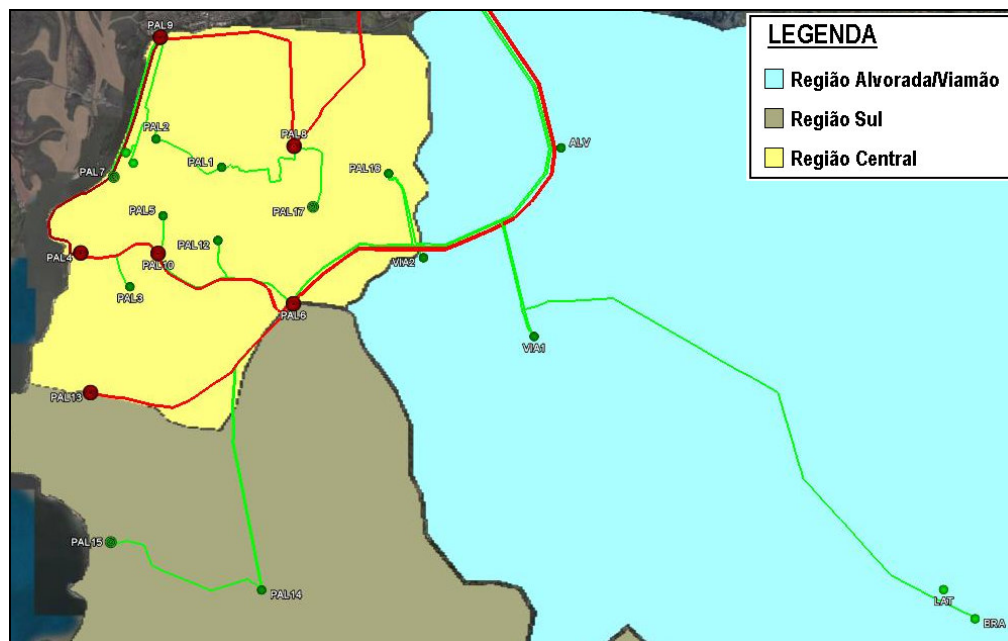 PAL9
LEGENDA
Região Alvorada/Viamão
Região Sul
Região Central
PAL2
PAL8
ALV
PAL1
PAL7
PAL16
PAL5
PAL17
PAL12
PAL4
PAL10
VIA2
PAL3
PAL6
VIA1
PAL13
PAL15
PAL14
LAT
BRA